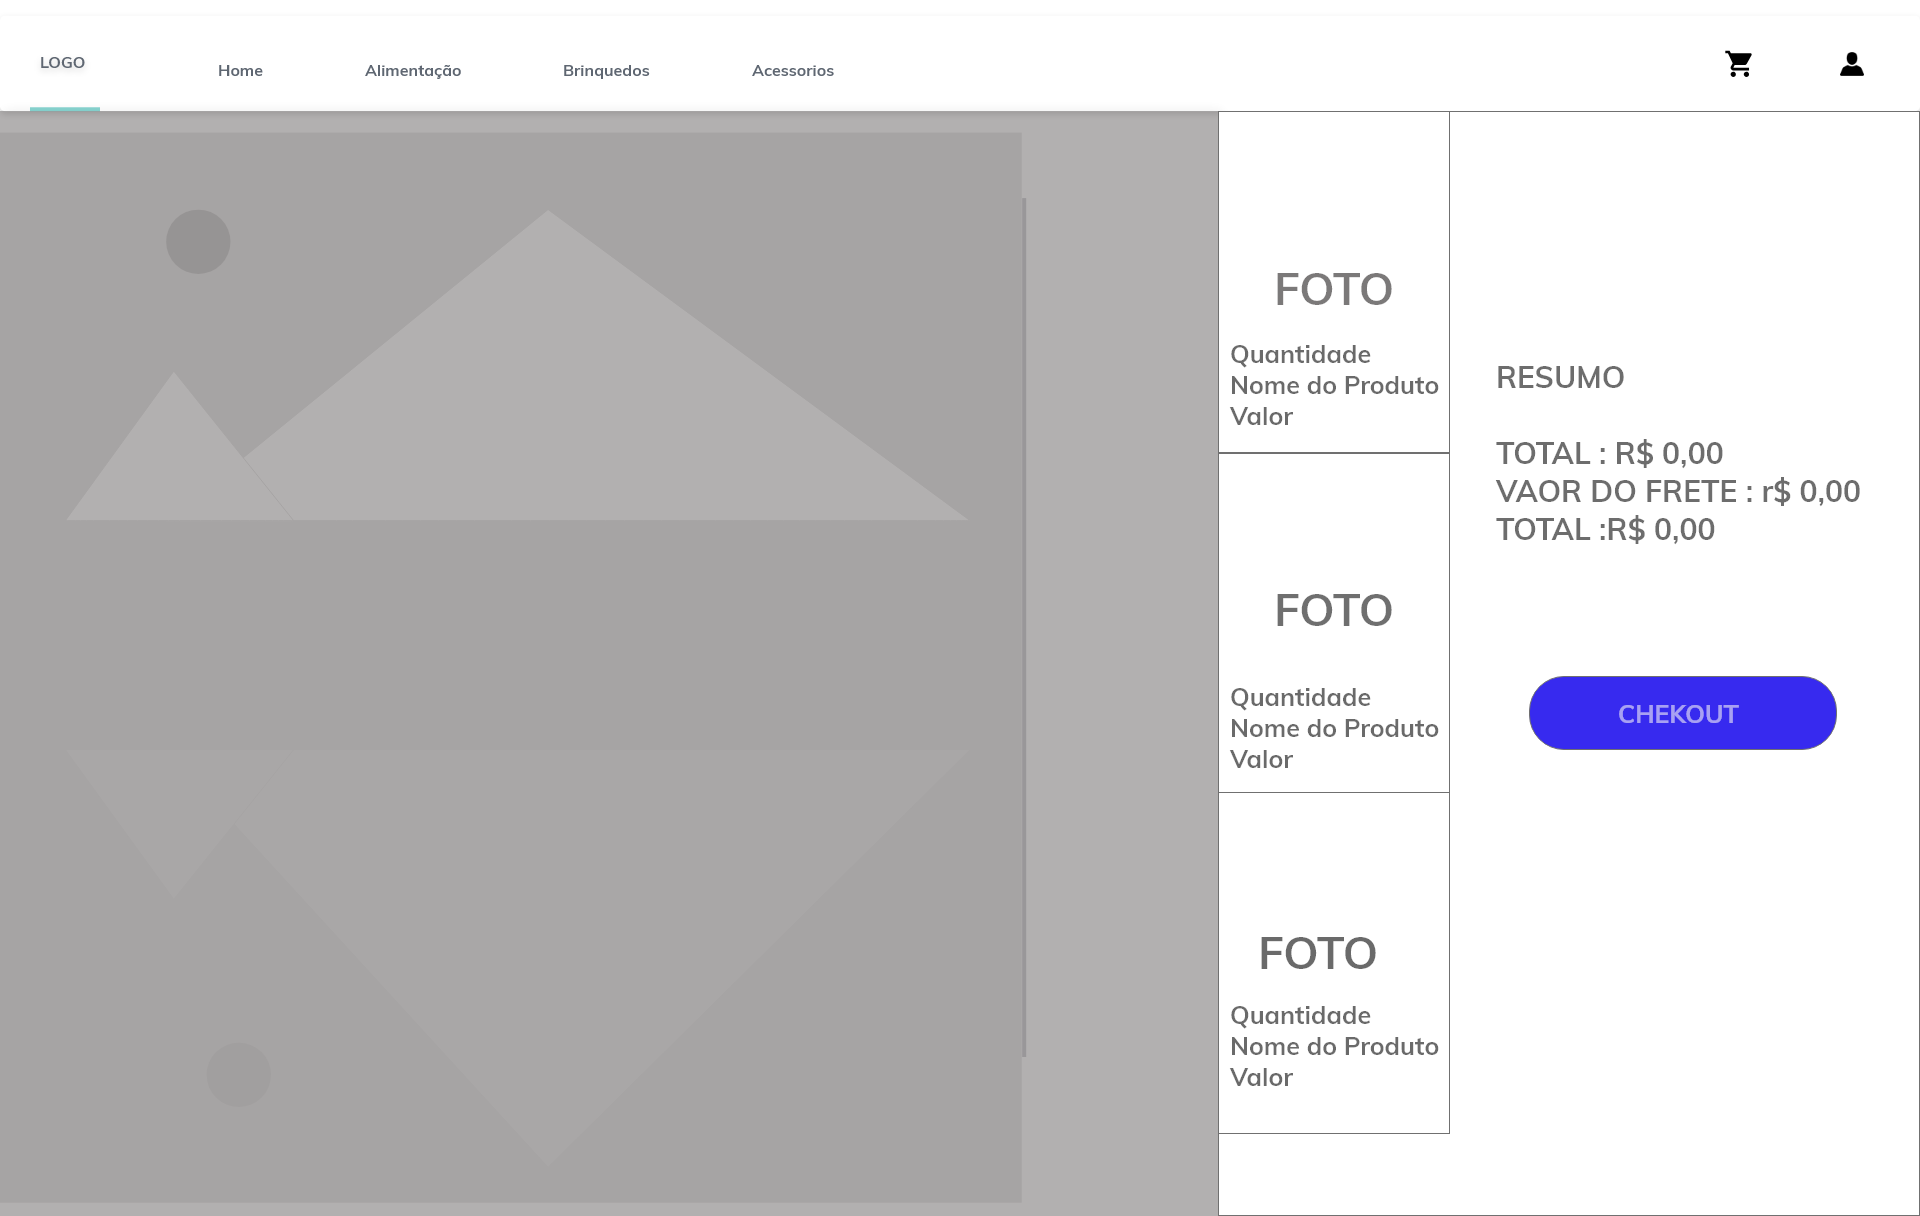 LOGO
Home
Alimentação
Brinquedos
Acessorios
FOTO
Quantidade
Nome do Produto
Valor
FOTO
Quantidade
Nome do Produto
Valor
FOTO
Quantidade
Nome do Produto
Valor
RESUMO
TOTAL : R$ 0,00
VAOR DO FRETE : r$ 0,00
TOTAL :R$ 0,00
CHEKOUT